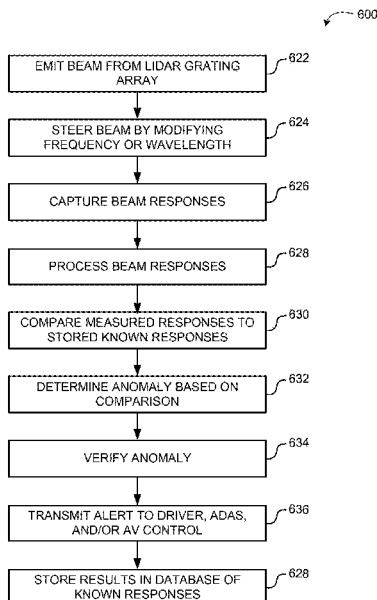 600
EMIT BEAM FROM LIDAR GRATING
ARRAY
622
STEER BEAM BY MODIFYING
FREQUENCY OR WAVELENGTH
624
CAPTURE BEAM RESPONSES
626
PROCESS BEAM RESPONSES
628
COMPARE MEASURED RESPONSES TO
STORED KNOWN RESPONSES
630
DETERMINE ANOMALY BASED ON
COMPARISON
632
VERIFY ANOMALY
634
TRANSMIT ALERT TO DRIVER, ADAS,
AND/OR AV CONTROL
636
STORE RESULTS IN DATABASE OF
KNOWN RESPONSES
628